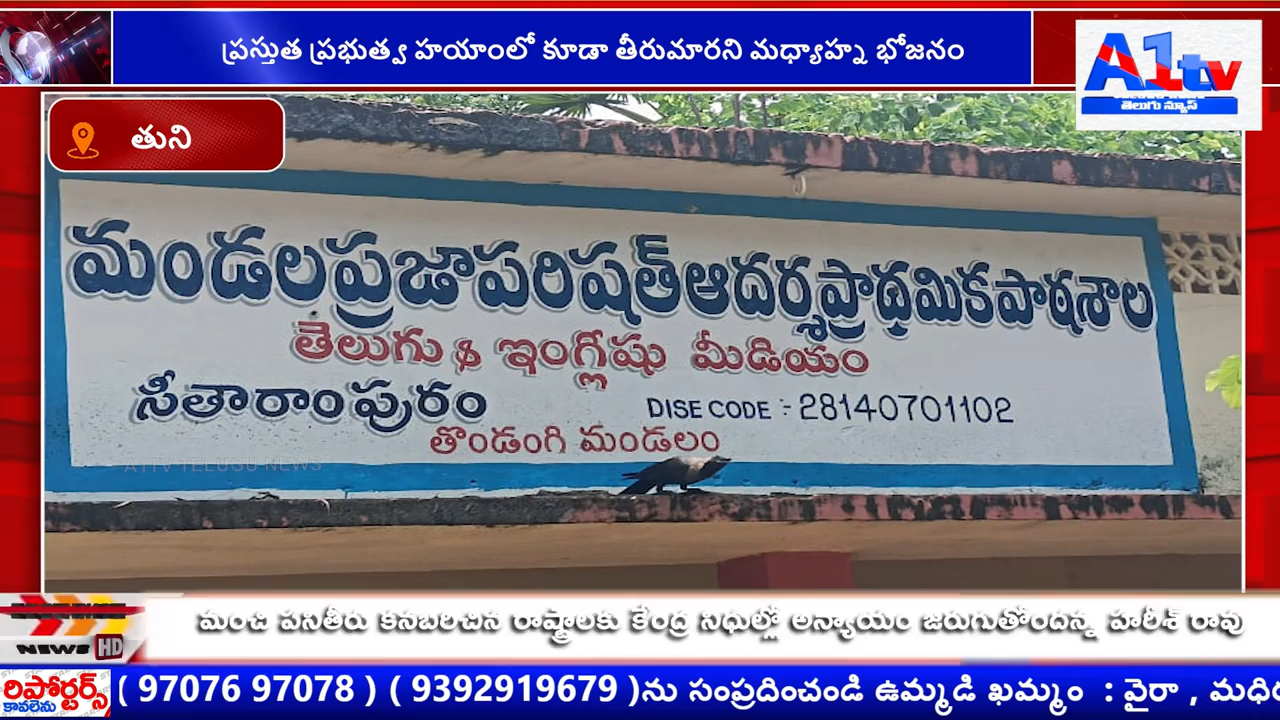 ప్రస్తుత ప్రభుత్వ హయాంలో కూడా తీరుమారని మధ్యాహ్న భోజనం
A1tv
తెలుగు న్యూస్
తుని
మండలప్రజాపరిషత్ఆదర్శప్రాథమికపాఠశాల
తెలుగు & ఇంగ్లీషు మీడియం
సీతారాంపురం
DISE CODE :- 28140701102
తొండంగి మండలం
A1TV TELUGU NEWS
మంచి పనితీరు కనబరిచిన రాష్ట్రాలకు కేంద్ర నిధుల్లో అన్యాయం జరుగుతోందన్న హరీశ్ రావు
NEWS HD
రిపోర్టర్స్
కావలెను
( 97076 97078 ) ( 9392919679 )ను సంప్రదించండి ఉమ్మడి ఖమ్మం : వైరా , మధి